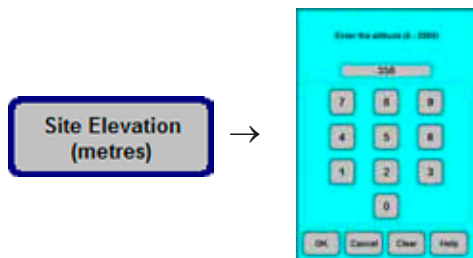 Site Elevation
(metres)
→
Enter the altitude (0 - 3000)
358
7 8 9
4 5 6
1 2 3
0
OK Cancel Clear Help